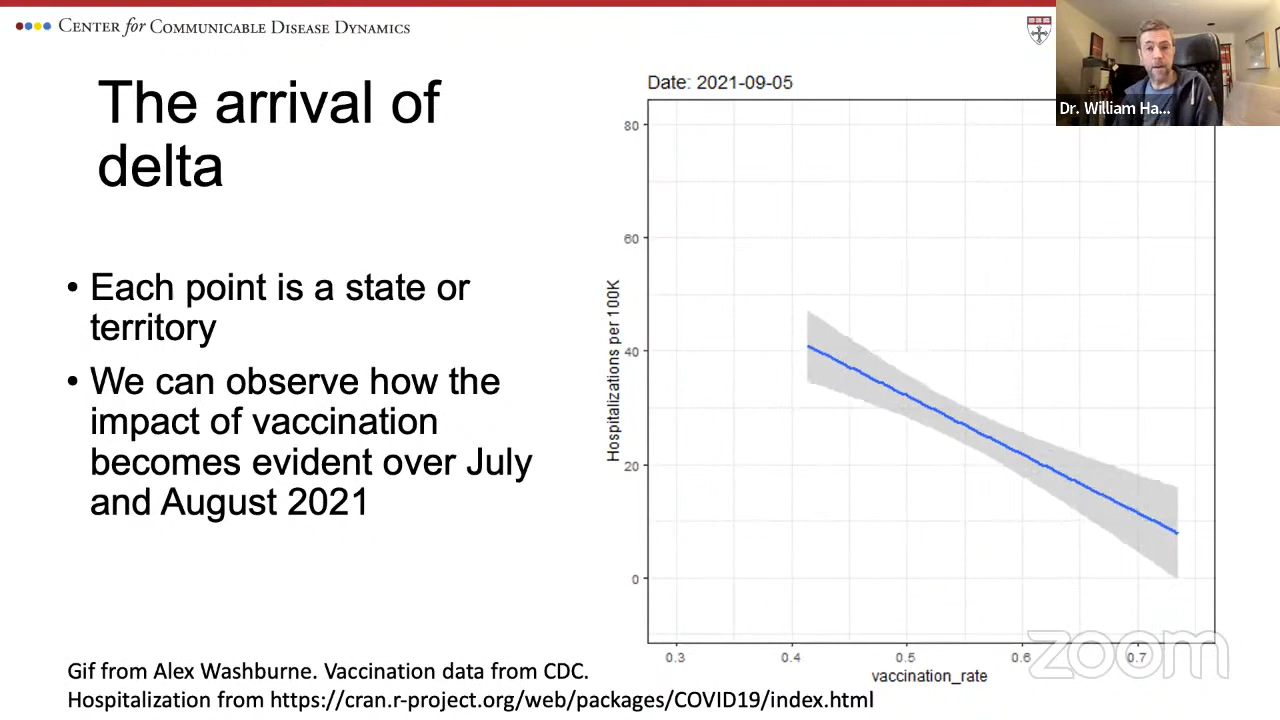 CENTER for COMMUNICABLE DISEASE DYNAMICS
The arrival of
delta
• Each point is a state or
territory
• We can observe how the
impact of vaccination
becomes evident over July
and August 2021
Gif from Alex Washburne. Vaccination data from CDC.
Hospitalization from https://cran.r-project.org/web/packages/COVID19/index.html
Date: 2021-09-05
80
60
40
20
0
Hospitalizations per 100K
0.3
0.4
0.5
0.6
0.7
vaccination_rate
Dr. William Ha...
zoom